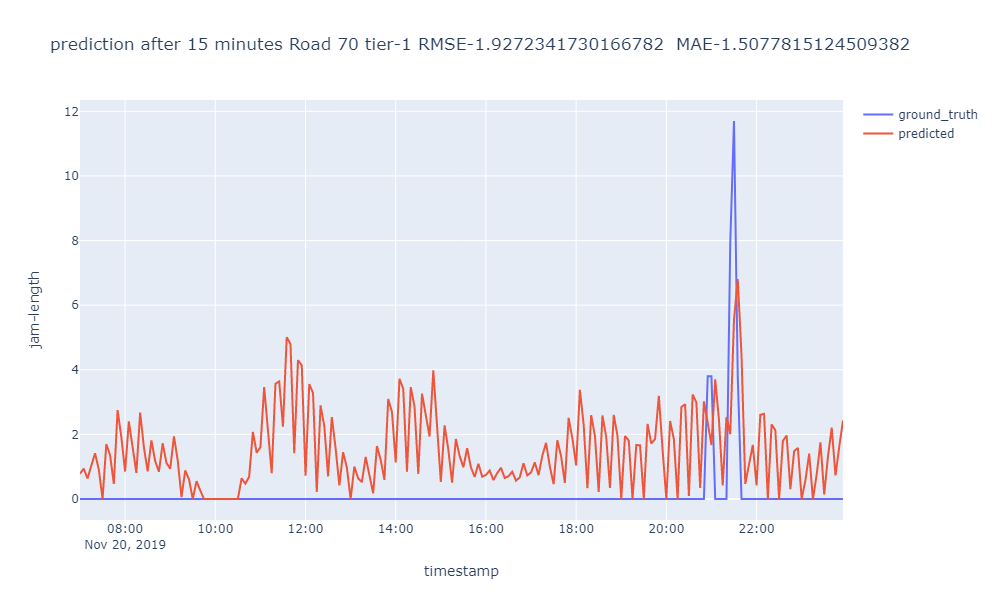 prediction after 15 minutes Road 70 tier-1 RMSE-1.9272341730166782  MAE-1.5077815124509382
ground_truth
predicted
12
10
8
6
4
2
0
jam-length
08:00 10:00 12:00 14:00 16:00 18:00 20:00 22:00
Nov 20, 2019
timestamp